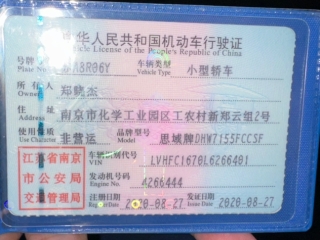 中华人民共和国机动车行驶证
Vehicle License of the People's Republic of China
号牌 A8R06Y 车辆类型 小型轿车
Plate No. Vehicle Type
所有人 郑晓杰
Owner
住址 南京市化学工业园区工农村新郑云组2号
Address
使用性质 非营运 品牌型号 思域牌DHW7155FCCSF
Use Character Model
江苏省南京市公安局交通管理局
车辆识别代号 LVHFC1670L6266401
VIN
发动机号码 4266444
Engine No.
注册日期 2020-08-27 发证日期 2020-08-27
Register Date Issue Date